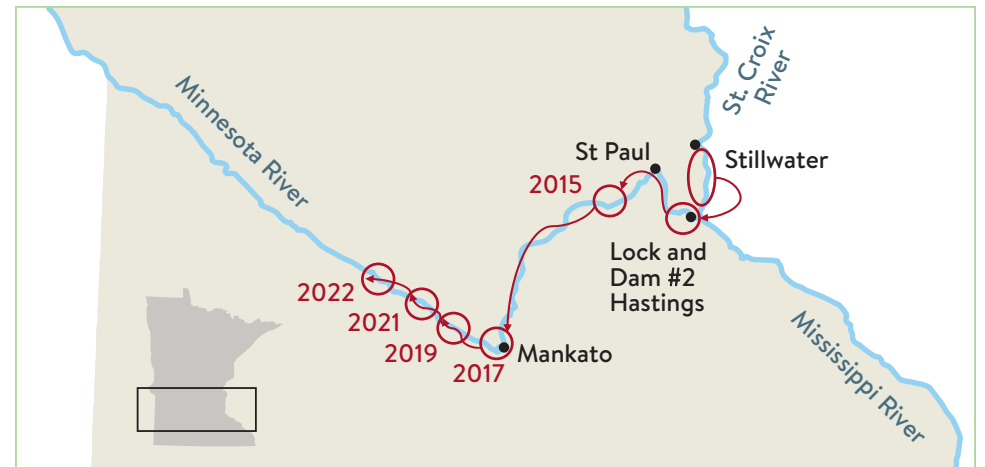 St. Croix
River
Minnesota River
St Paul
Stillwater
2015
Lock and
Dam #2
Hastings
2022
2021
2019
2017
Mankato
Mississippi River